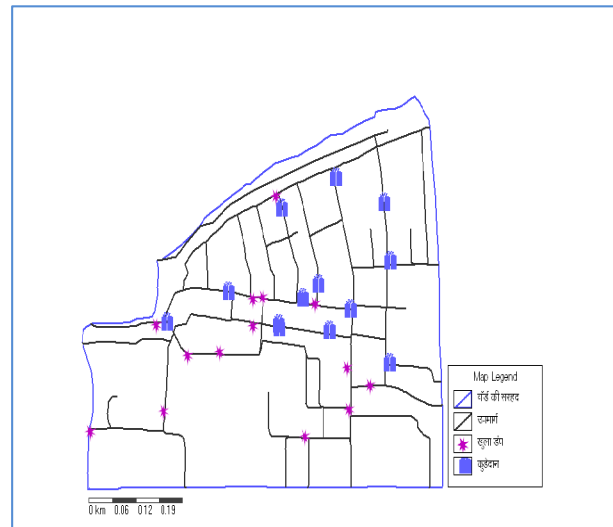 Map Legend
वॉर्ड की सरहद
उपमार्ग
खुला डंप
कुडेदान
0 km 0.06 0.12 0.19